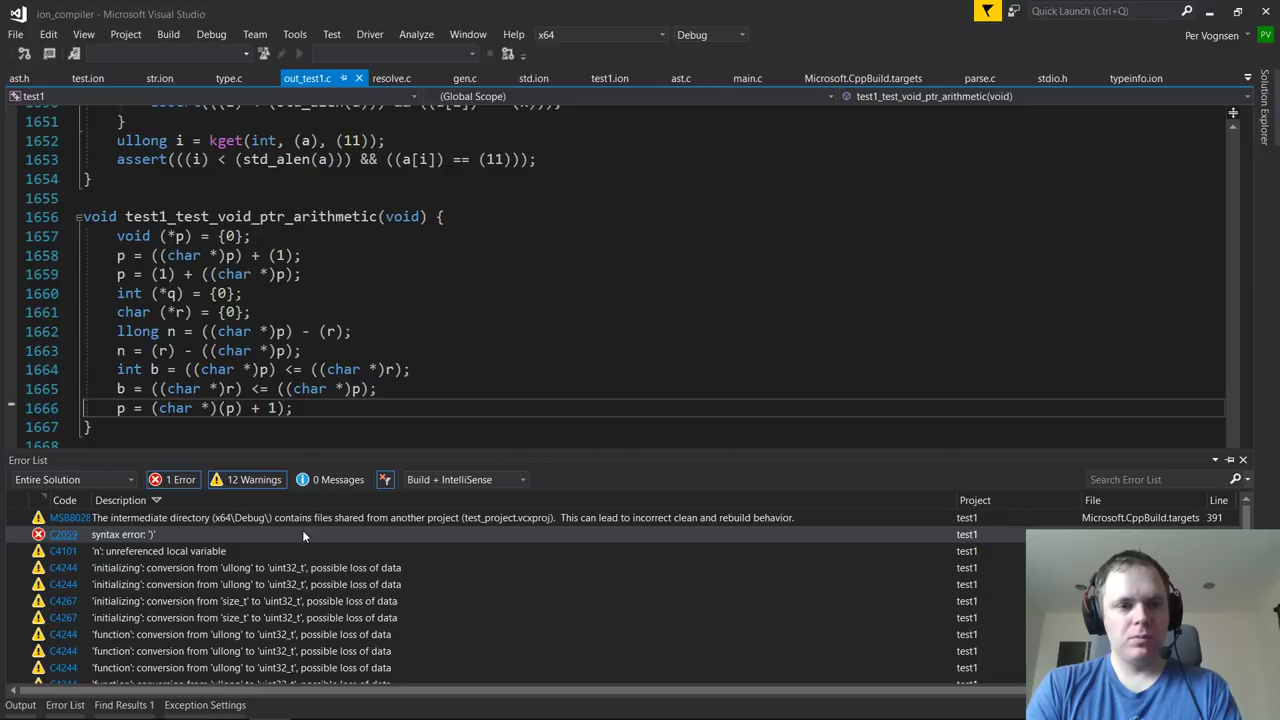 ion_compiler - Microsoft Visual Studio
Quick Launch (Ctrl+Q)
File Edit View Project Build Debug Team Tools Test Driver Analyze Window Help x64 Debug Per Vognsen PV
ast.h test.ion str.ion type.c out_test1.c resolve.c gen.c std.ion test1.ion ast.c main.c Microsoft.CppBuild.targets parse.c stdio.h typeinfo.ion
test1 (Global Scope) test1_test_void_ptr_arithmetic(void)
Solution Explorer
1651 }
1652 ullong i = kget(int, (a), (11));
1653 assert(((i) < (std_alen(a))) && ((a[i]) == (11)));
1654 }
1655
1656 void test1_test_void_ptr_arithmetic(void) {
1657 void (*p) = {0};
1658 p = ((char *)p) + (1);
1659 p = (1) + ((char *)p);
1660 int (*q) = {0};
1661 char (*r) = {0};
1662 llong n = ((char *)p) - (r);
1663 n = (r) - ((char *)p);
1664 int b = ((char *)p) <= ((char *)r);
1665 b = ((char *)r) <= ((char *)p);
1666 p = (char *)(p) + 1);
1667 }
1668
Error List
Entire Solution 1 Error 12 Warnings 0 Messages Build + IntelliSense Search Error List
Code Description Project File Line
MSB8028 The intermediate directory (x64\Debug\) contains files shared from another project (test_project.vcxproj). This can lead to incorrect clean and rebuild behavior. test1 Microsoft.CppBuild.targets 391
C2059 syntax error: ')' test1
C4101 'n': unreferenced local variable test1
C4244 'initializing': conversion from 'ullong' to 'uint32_t', possible loss of data test1
C4244 'initializing': conversion from 'ullong' to 'uint32_t', possible loss of data test1
C4267 'initializing': conversion from 'size_t' to 'uint32_t', possible loss of data test1
C4267 'initializing': conversion from 'size_t' to 'uint32_t', possible loss of data test1
C4244 'function': conversion from 'ullong' to 'uint32_t', possible loss of data test1
C4244 'function': conversion from 'ullong' to 'uint32_t', possible loss of data test1
C4244 'function': conversion from 'ullong' to 'uint32_t', possible loss of data test1
Output Error List Find Results 1 Exception Settings